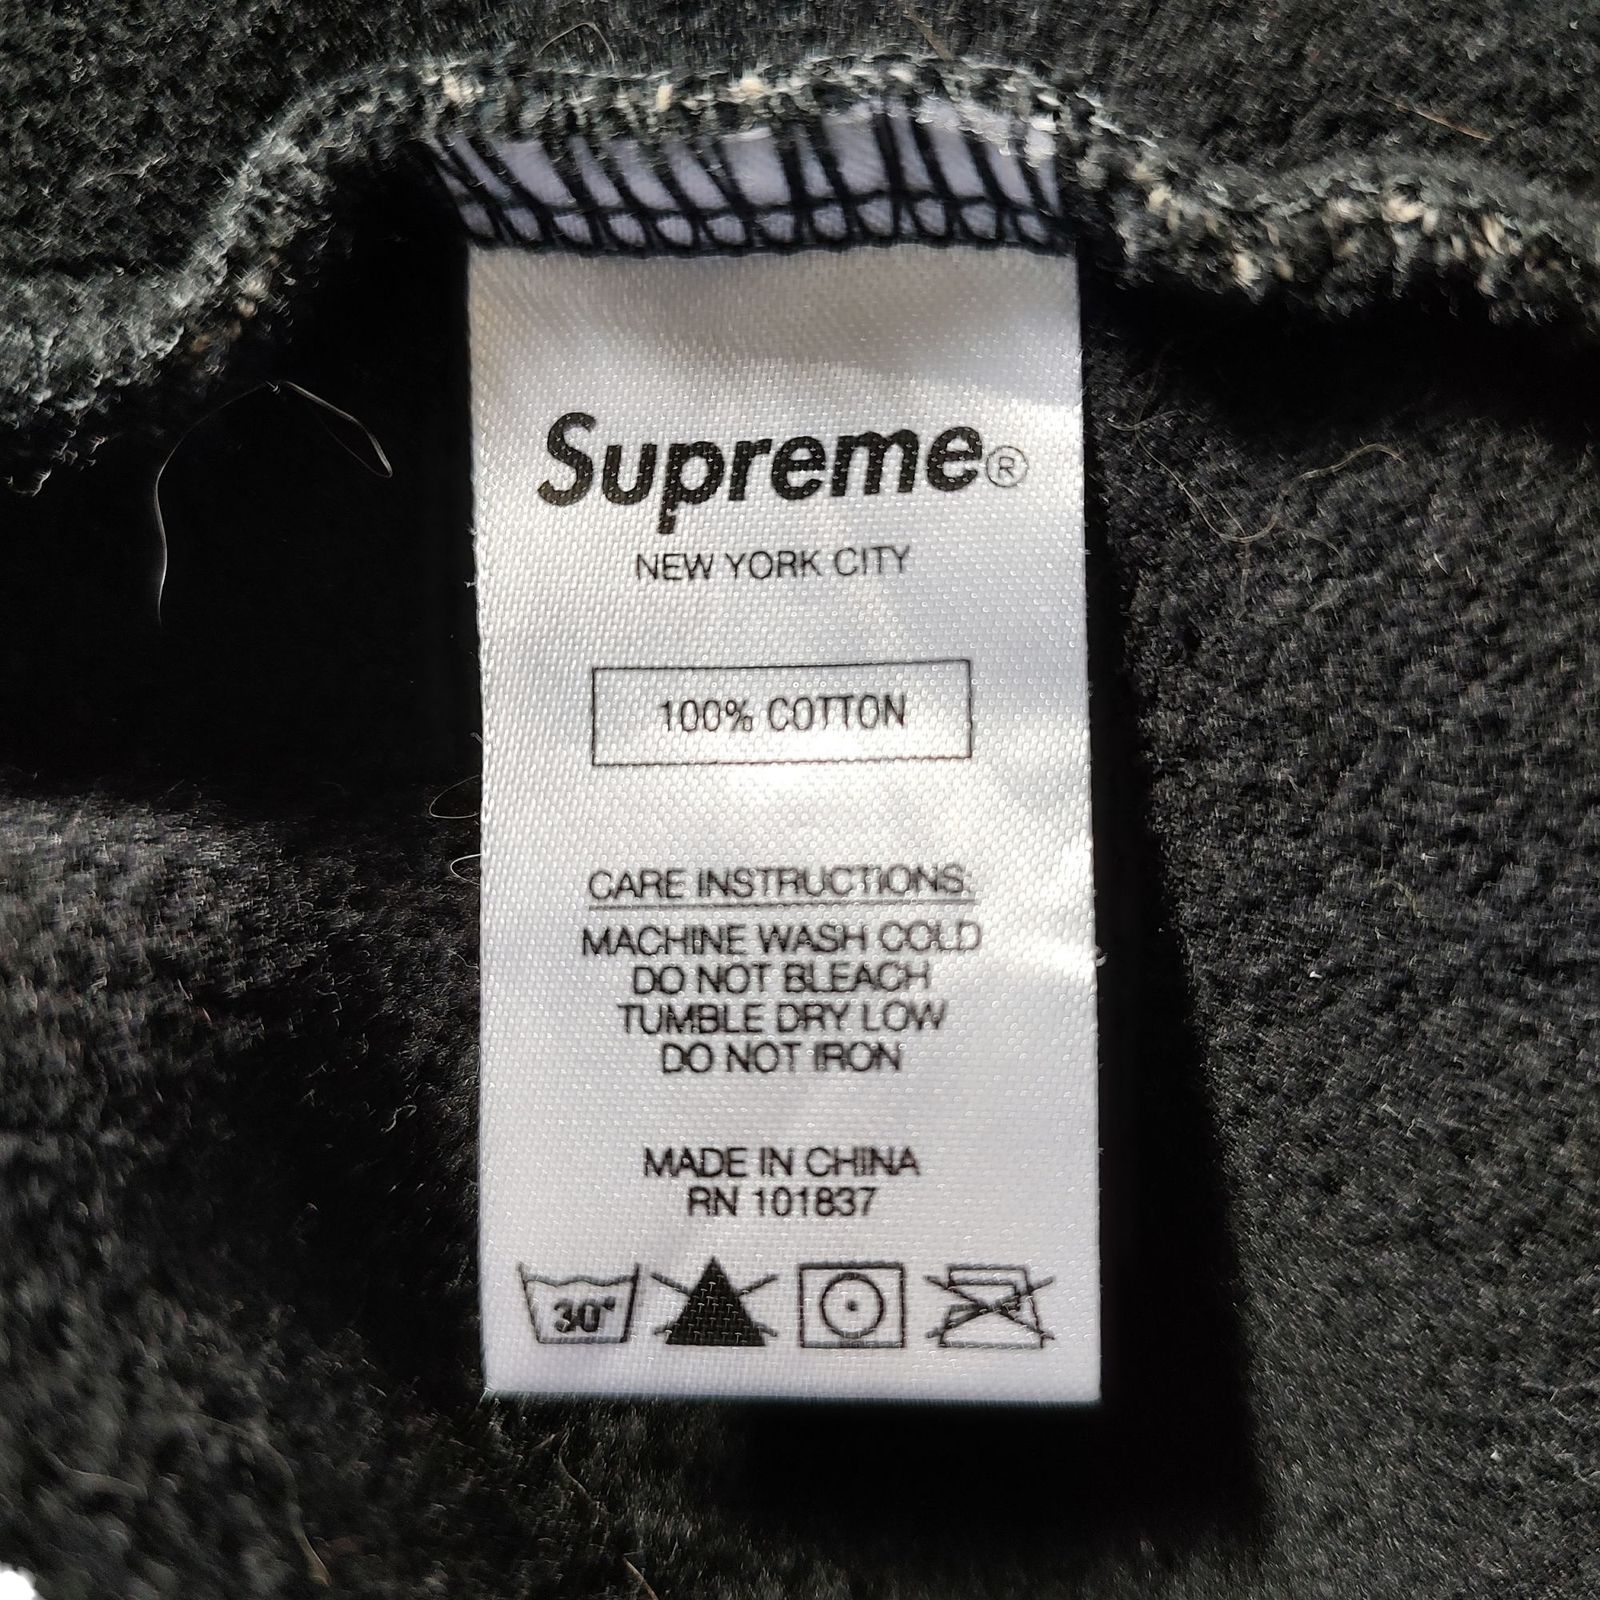 Supreme®
NEW YORK CITY
100% COTTON
CARE INSTRUCTIONS:
MACHINE WASH COLD
DO NOT BLEACH
TUMBLE DRY LOW
DO NOT IRON
MADE IN CHINA
RN 101837
30°